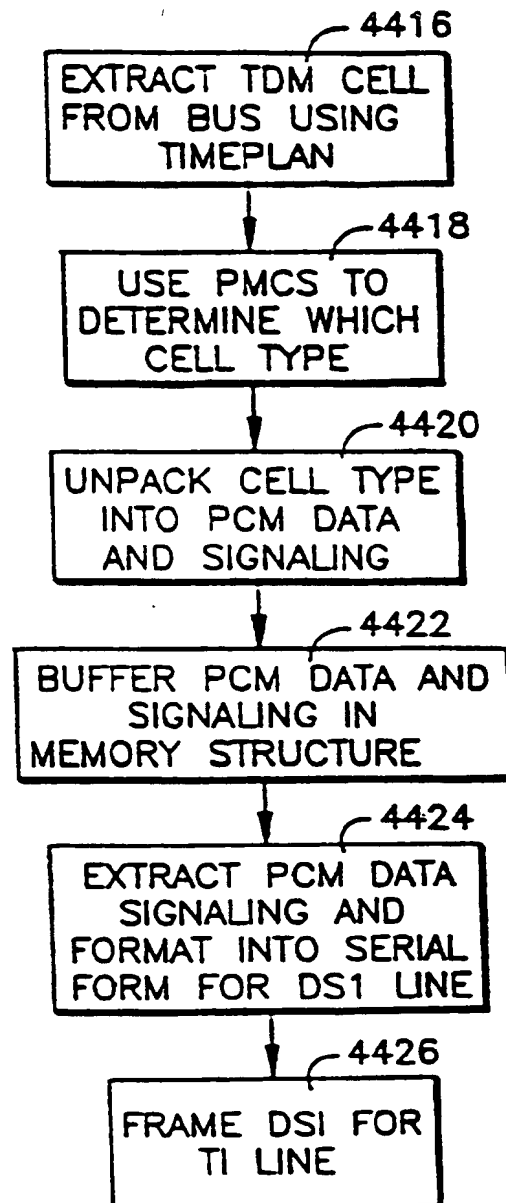 4416
EXTRACT TDM CELL
FROM BUS USING
TIMEPLAN
4418
USE PMCS TO
DETERMINE WHICH
CELL TYPE
4420
UNPACK CELL TYPE
INTO PCM DATA
AND SIGNALING
4422
BUFFER PCM DATA AND
SIGNALING IN
MEMORY STRUCTURE
4424
EXTRACT PCM DATA
SIGNALING AND
FORMAT INTO SERIAL
FORM FOR DS1 LINE
4426
FRAME DSI FOR
TI LINE